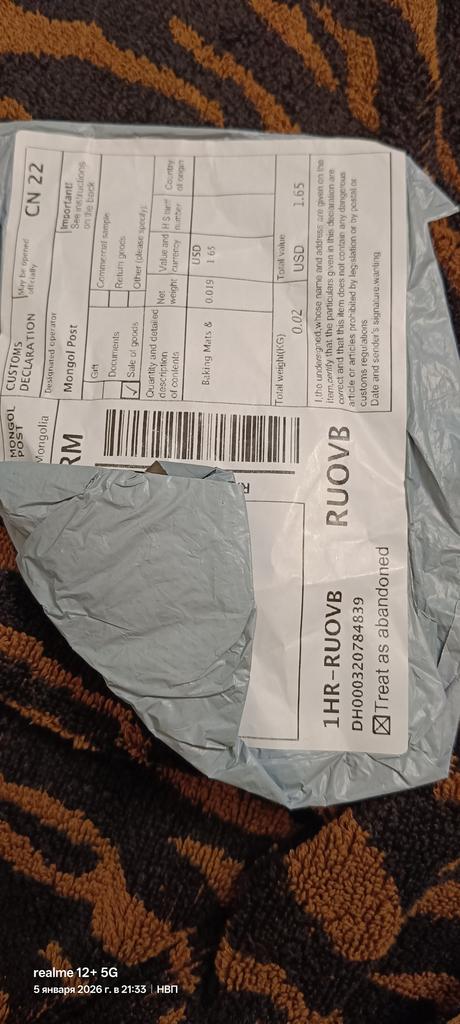 MONGOL
POST
Mongolia
RM
CUSTOMS
DECLARATION
May be opened
officially
CN 22
Designated operator
Mongol Post
Important!
See instructions
on the back
Gift
Commercial sample
Documents
Return goods
✓ Sale of goods
Other (please specify):
Quantity and detailed
description
of contents
Net
weight
Value and
currency
H S tariff
number
Country
of origin
USD
Baking Mats &
0.019
1.65
Total weight(KG)
Total value
0.02
USD
1.65
I,the undersigned,whose name and address are given on the
item,certify that the particulars given in this declaration are
correct and that this item does not contain any dangerous
article or articles prohibited by legislation or by postal or
customs regulations
Date and sender's signature,wanting
1HR-RUOVB
RUOVB
DH000320784839
☒Treat as abandoned
realme 12+ 5G
5 января 2026 г. в 21:33 | НВП